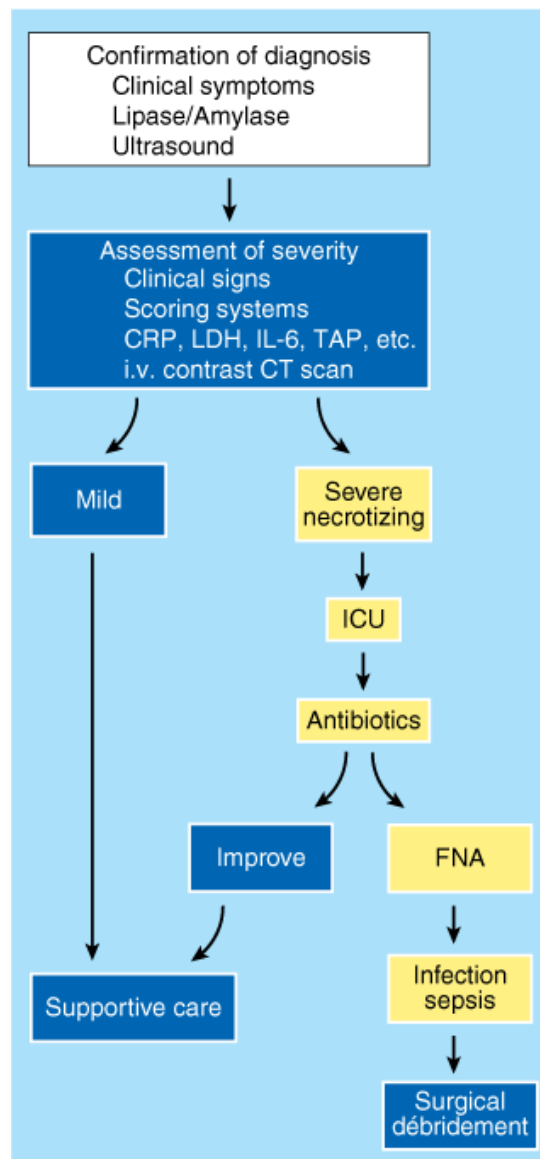 Confirmation of diagnosis
Clinical symptoms
Lipase/Amylase
Ultrasound
Assessment of severity
Clinical signs
Scoring systems
CRP, LDH, IL-6, TAP, etc.
i.v. contrast CT scan
Mild
Severe
necrotizing
ICU
Antibiotics
Improve
FNA
Supportive care
Infection
sepsis
Surgical
débridement